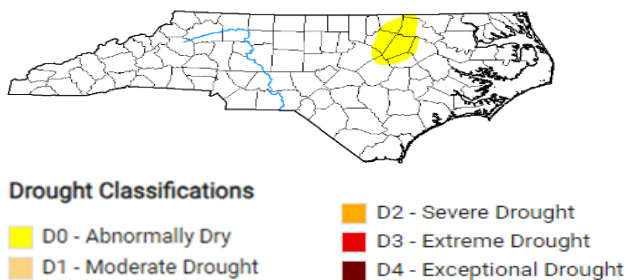 Drought Classifications
D0 - Abnormally Dry
D1 - Moderate Drought
D2 - Severe Drought
D3 - Extreme Drought
D4 - Exceptional Drought